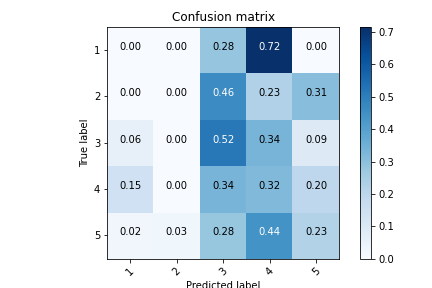 Confusion matrix
1 0.00 0.00 0.28 0.72 0.00
2 0.00 0.00 0.46 0.23 0.31
3 0.06 0.00 0.52 0.34 0.09
4 0.15 0.00 0.34 0.32 0.20
5 0.02 0.03 0.28 0.44 0.23
1 2 3 4 5
True label
Predicted label
0.7
0.6
0.5
0.4
0.3
0.2
0.1
0.0